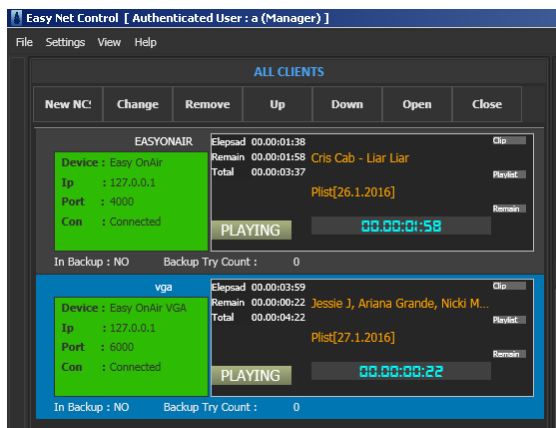 Easy Net Control [ Authenticated User : a (Manager) ]
File Settings View Help
ALL CLIENTS
New NC! Change Remove Up Down Open Close
EASYONAIR
Device : Easy OnAir
Ip : 127.0.0.1
Port : 4000
Con : Connected
Elepsad 00.00:01:38
Remain 00.00:01:58
Total 00.00:03:37
PLAYING
Clip
Cris Cab - Liar Liar
Playlist
Plist[26.1.2016]
Remain
00.00:01:58
In Backup : NO Backup Try Count : 0
vga
Device : Easy OnAir VGA
Ip : 127.0.0.1
Port : 6000
Con : Connected
Elepsad 00.00:03:59
Remain 00.00:00:22
Total 00.00:04:22
PLAYING
Clip
Jessie J, Ariana Grande, Nicki M...
Playlist
Plist[27.1.2016]
Remain
00.00:00:22
In Backup : NO Backup Try Count : 0